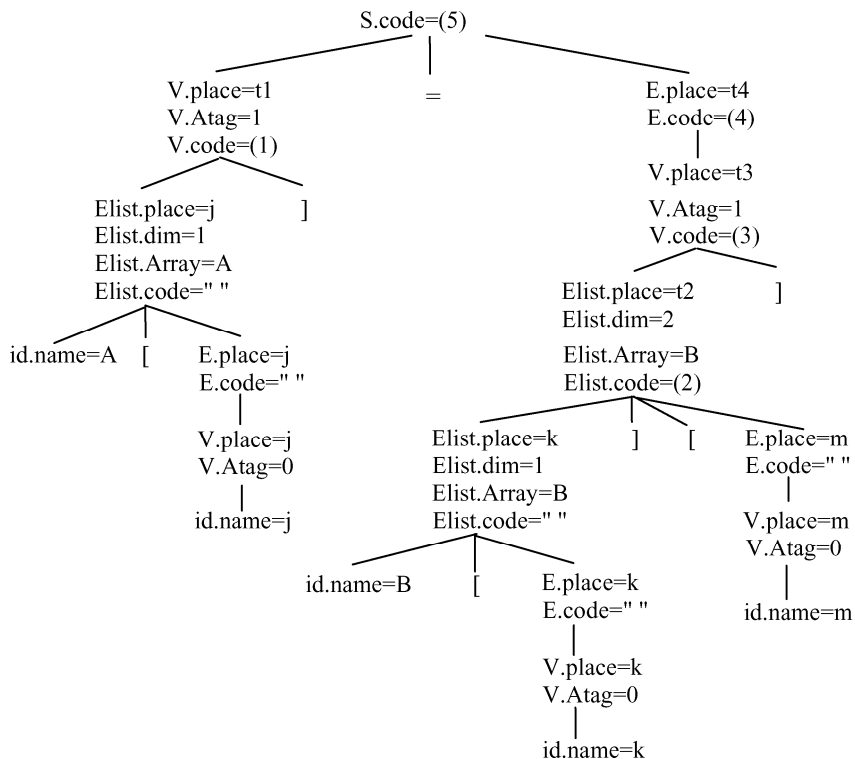 S.code=(5)
V.place=t1
V.Atag=1
V.code=(1)
=
E.place=t4
E.code=(4)
V.place=t3
V.Atag=1
V.code=(3)
Elist.place=j
Elist.dim=1
Elist.Array=A
Elist.code=" "
]
Elist.place=t2
Elist.dim=2
Elist.Array=B
Elist.code=(2)
]
id.name=A
[
E.place=j
E.code=" "
V.place=j
V.Atag=0
id.name=j
Elist.place=k
Elist.dim=1
Elist.Array=B
Elist.code=" "
]
[
E.place=m
E.code=" "
V.place=m
V.Atag=0
id.name=m
id.name=B
[
E.place=k
E.code=" "
V.place=k
V.Atag=0
id.name=k